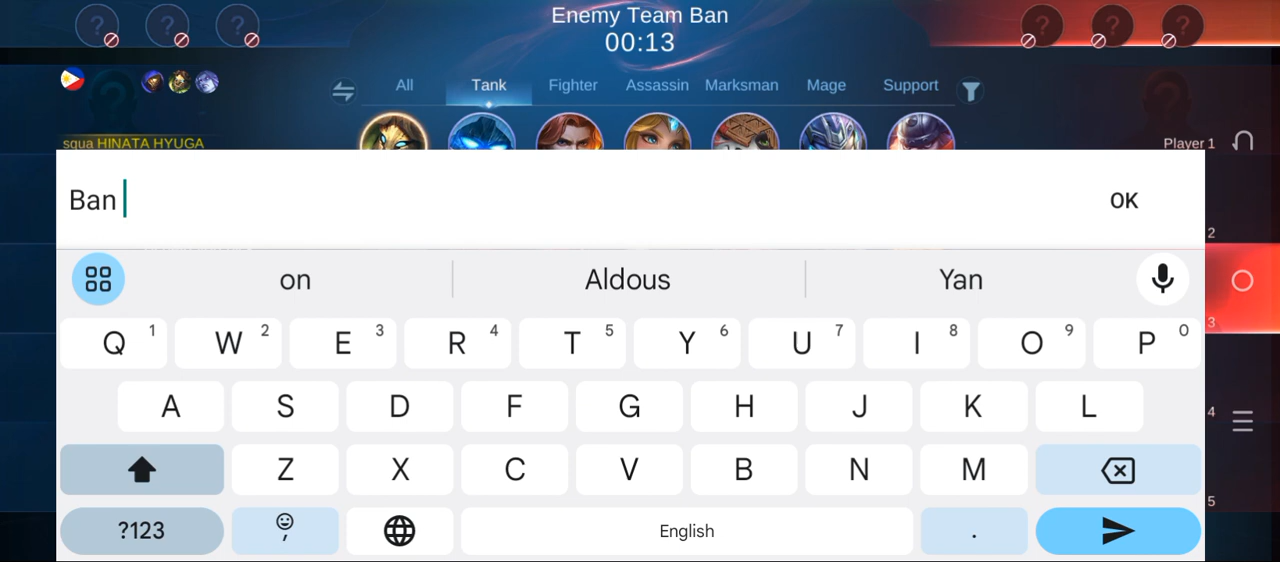 Enemy Team Ban
00:13
All Tank Fighter Assassin Marksman Mage Support
squa HINATA HYUGA
Player 1
Ban
OK
2
on Aldous Yan
3
Q 1 W 2 E 3 R 4 T 5 Y 6 U 7 I 8 O 9 P 0
A S D F G H J K L
4
Z X C V B N M
5
?123 , English .